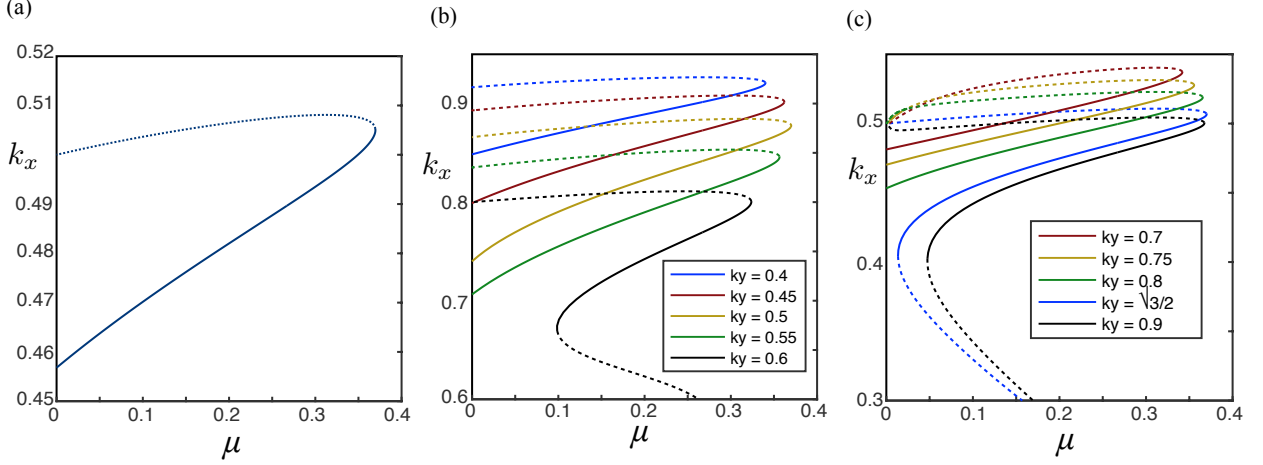 (a)
0.52
0.51
0.49
0.48
0.47
0.46
0.45
k_x
0
0.1
0.2
0.3
0.4
μ
(b)
0.9
0.8
0.7
0.6
k_x
0
0.1
0.2
0.3
0.4
μ
ky = 0.4
ky = 0.45
ky = 0.5
ky = 0.55
ky = 0.6
(c)
0.5
0.4
0.3
k_x
0
0.1
0.2
0.3
0.4
μ
ky = 0.7
ky = 0.75
ky = 0.8
ky = √3/2
ky = 0.9